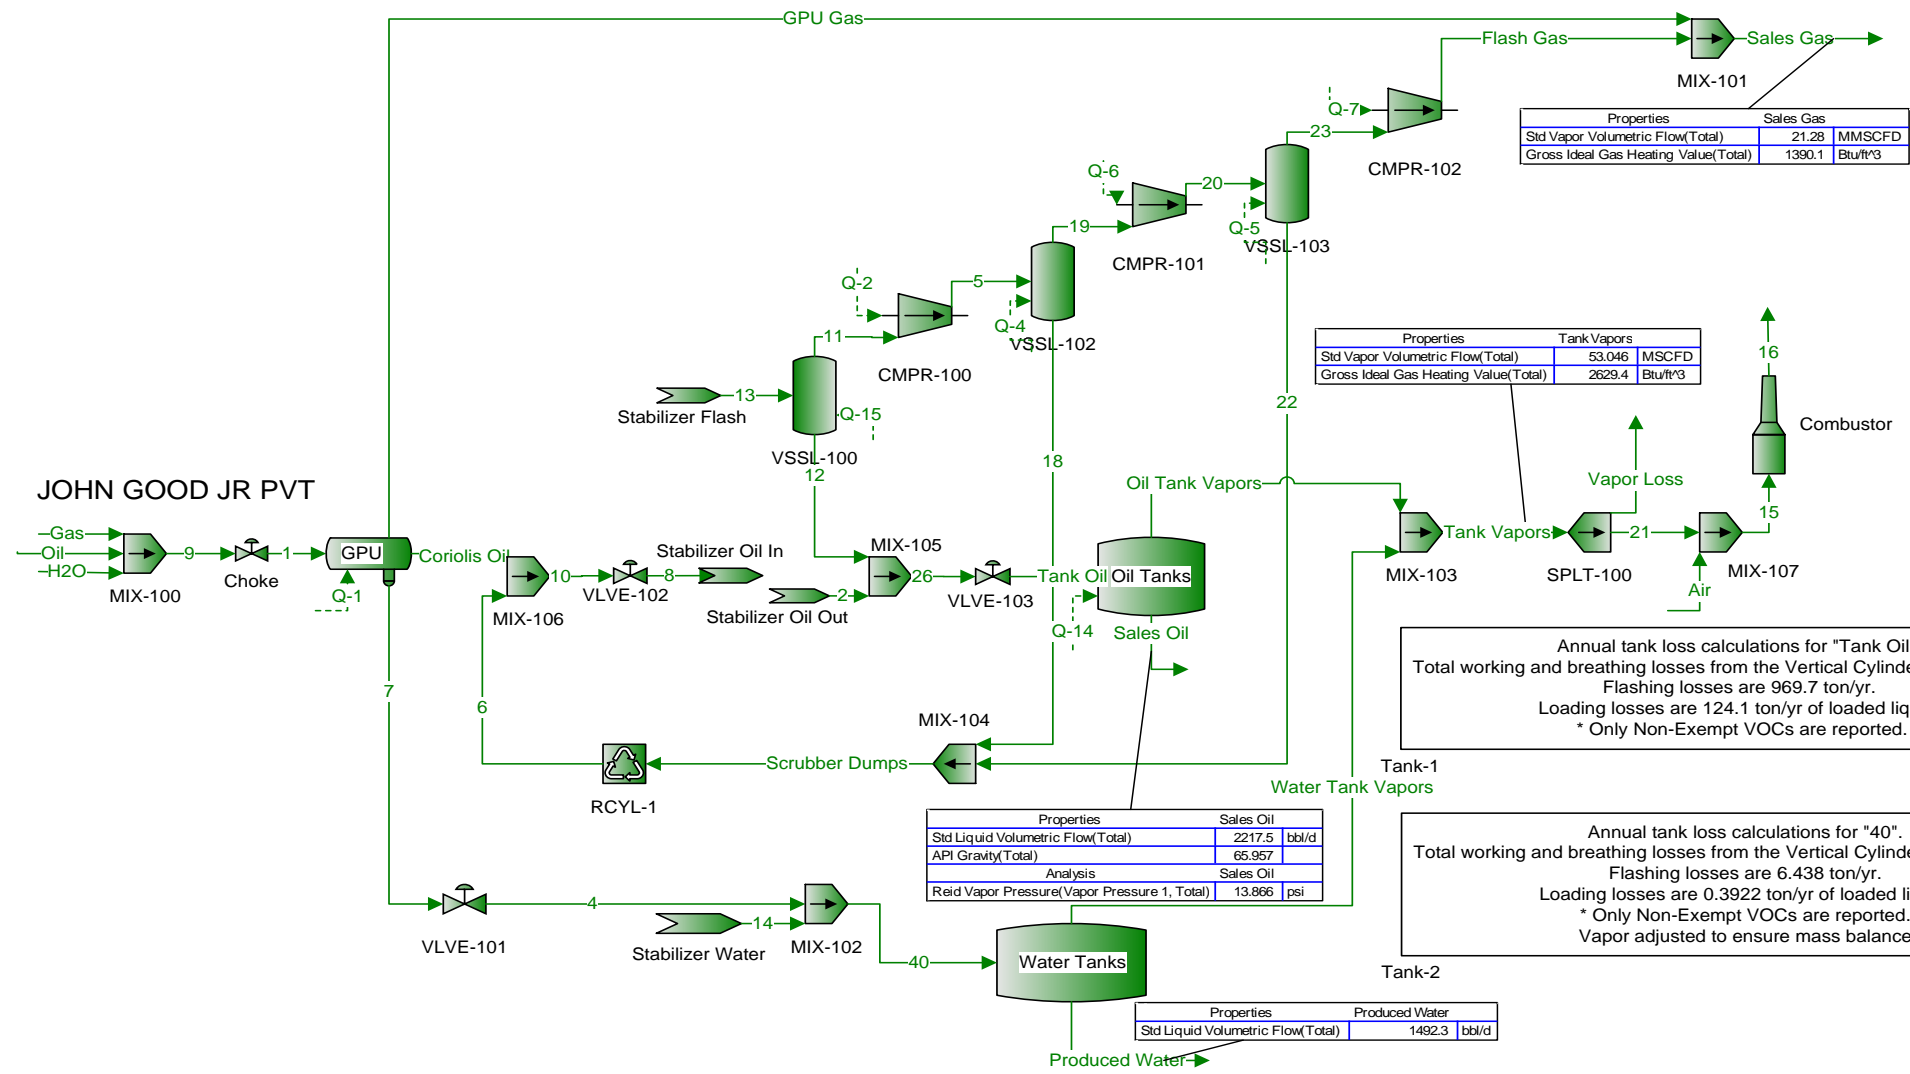 GPU Gas
Flash Gas
Sales Gas
MIX-101
Properties Sales Gas
Std Vapor Volumetric Flow(Total) 21.28 MMSCFD
Gross Ideal Gas Heating Value(Total) 1390.1 Btu/ft^3
Q-7
23
CMPR-102
Q-6
20
Q-5
VSSL-103
19
CMPR-101
Q-2
5
Q-4
VSSL-102
11
CMPR-100
Stabilizer Flash
13
Q-15
VSSL-100
12
18
22
Properties Tank Vapors
Std Vapor Volumetric Flow(Total) 53.046 MSCFD
Gross Ideal Gas Heating Value(Total) 2629.4 Btu/ft^3
16
Combustor
Vapor Loss
15
JOHN GOOD JR PVT
Gas
Oil
H2O
MIX-100
9
Choke
1
GPU
Q-1
Coriolis Oil
MIX-106
10
VLVE-102
8
Stabilizer Oil In
Stabilizer Oil Out
2
MIX-105
26
VLVE-103
Tank Oil
Oil Tanks
Q-14
Sales Oil
Oil Tank Vapors
MIX-103
Tank Vapors
SPLT-100
21
MIX-107
Air
7
6
MIX-104
Scrubber Dumps
RCYL-1
Water Tank Vapors
Annual tank loss calculations for "Tank Oil
Total working and breathing losses from the Vertical Cylinde
Flashing losses are 969.7 ton/yr.
Loading losses are 124.1 ton/yr of loaded liq
* Only Non-Exempt VOCs are reported.
Tank-1
Properties Sales Oil
Std Liquid Volumetric Flow(Total) 2217.5 bbl/d
API Gravity(Total) 65.957
Analysis Sales Oil
Reid Vapor Pressure(Vapor Pressure 1, Total) 13.866 psi
Annual tank loss calculations for "40".
Total working and breathing losses from the Vertical Cylinde
Flashing losses are 6.438 ton/yr.
Loading losses are 0.3922 ton/yr of loaded li
* Only Non-Exempt VOCs are reported.
Vapor adjusted to ensure mass balance
Tank-2
VLVE-101
4
Stabilizer Water
14
MIX-102
40
Water Tanks
Properties Produced Water
Std Liquid Volumetric Flow(Total) 1492.3 bbl/d
Produced Water